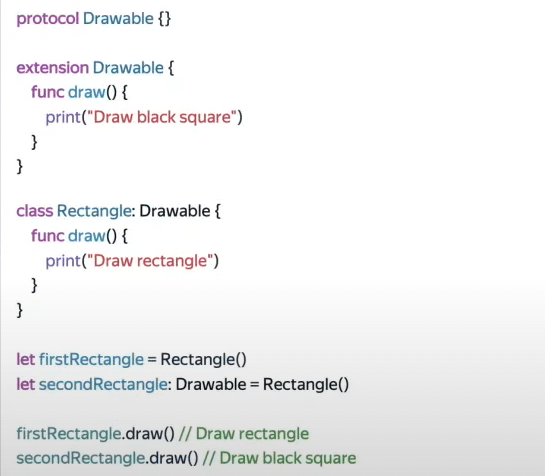 protocol Drawable {}
extension Drawable {
func draw() {
print("Draw black square")
}
}
class Rectangle: Drawable {
func draw() {
print("Draw rectangle")
}
}
let firstRectangle = Rectangle()
let secondRectangle: Drawable = Rectangle()
firstRectangle.draw() // Draw rectangle
secondRectangle.draw() // Draw black square